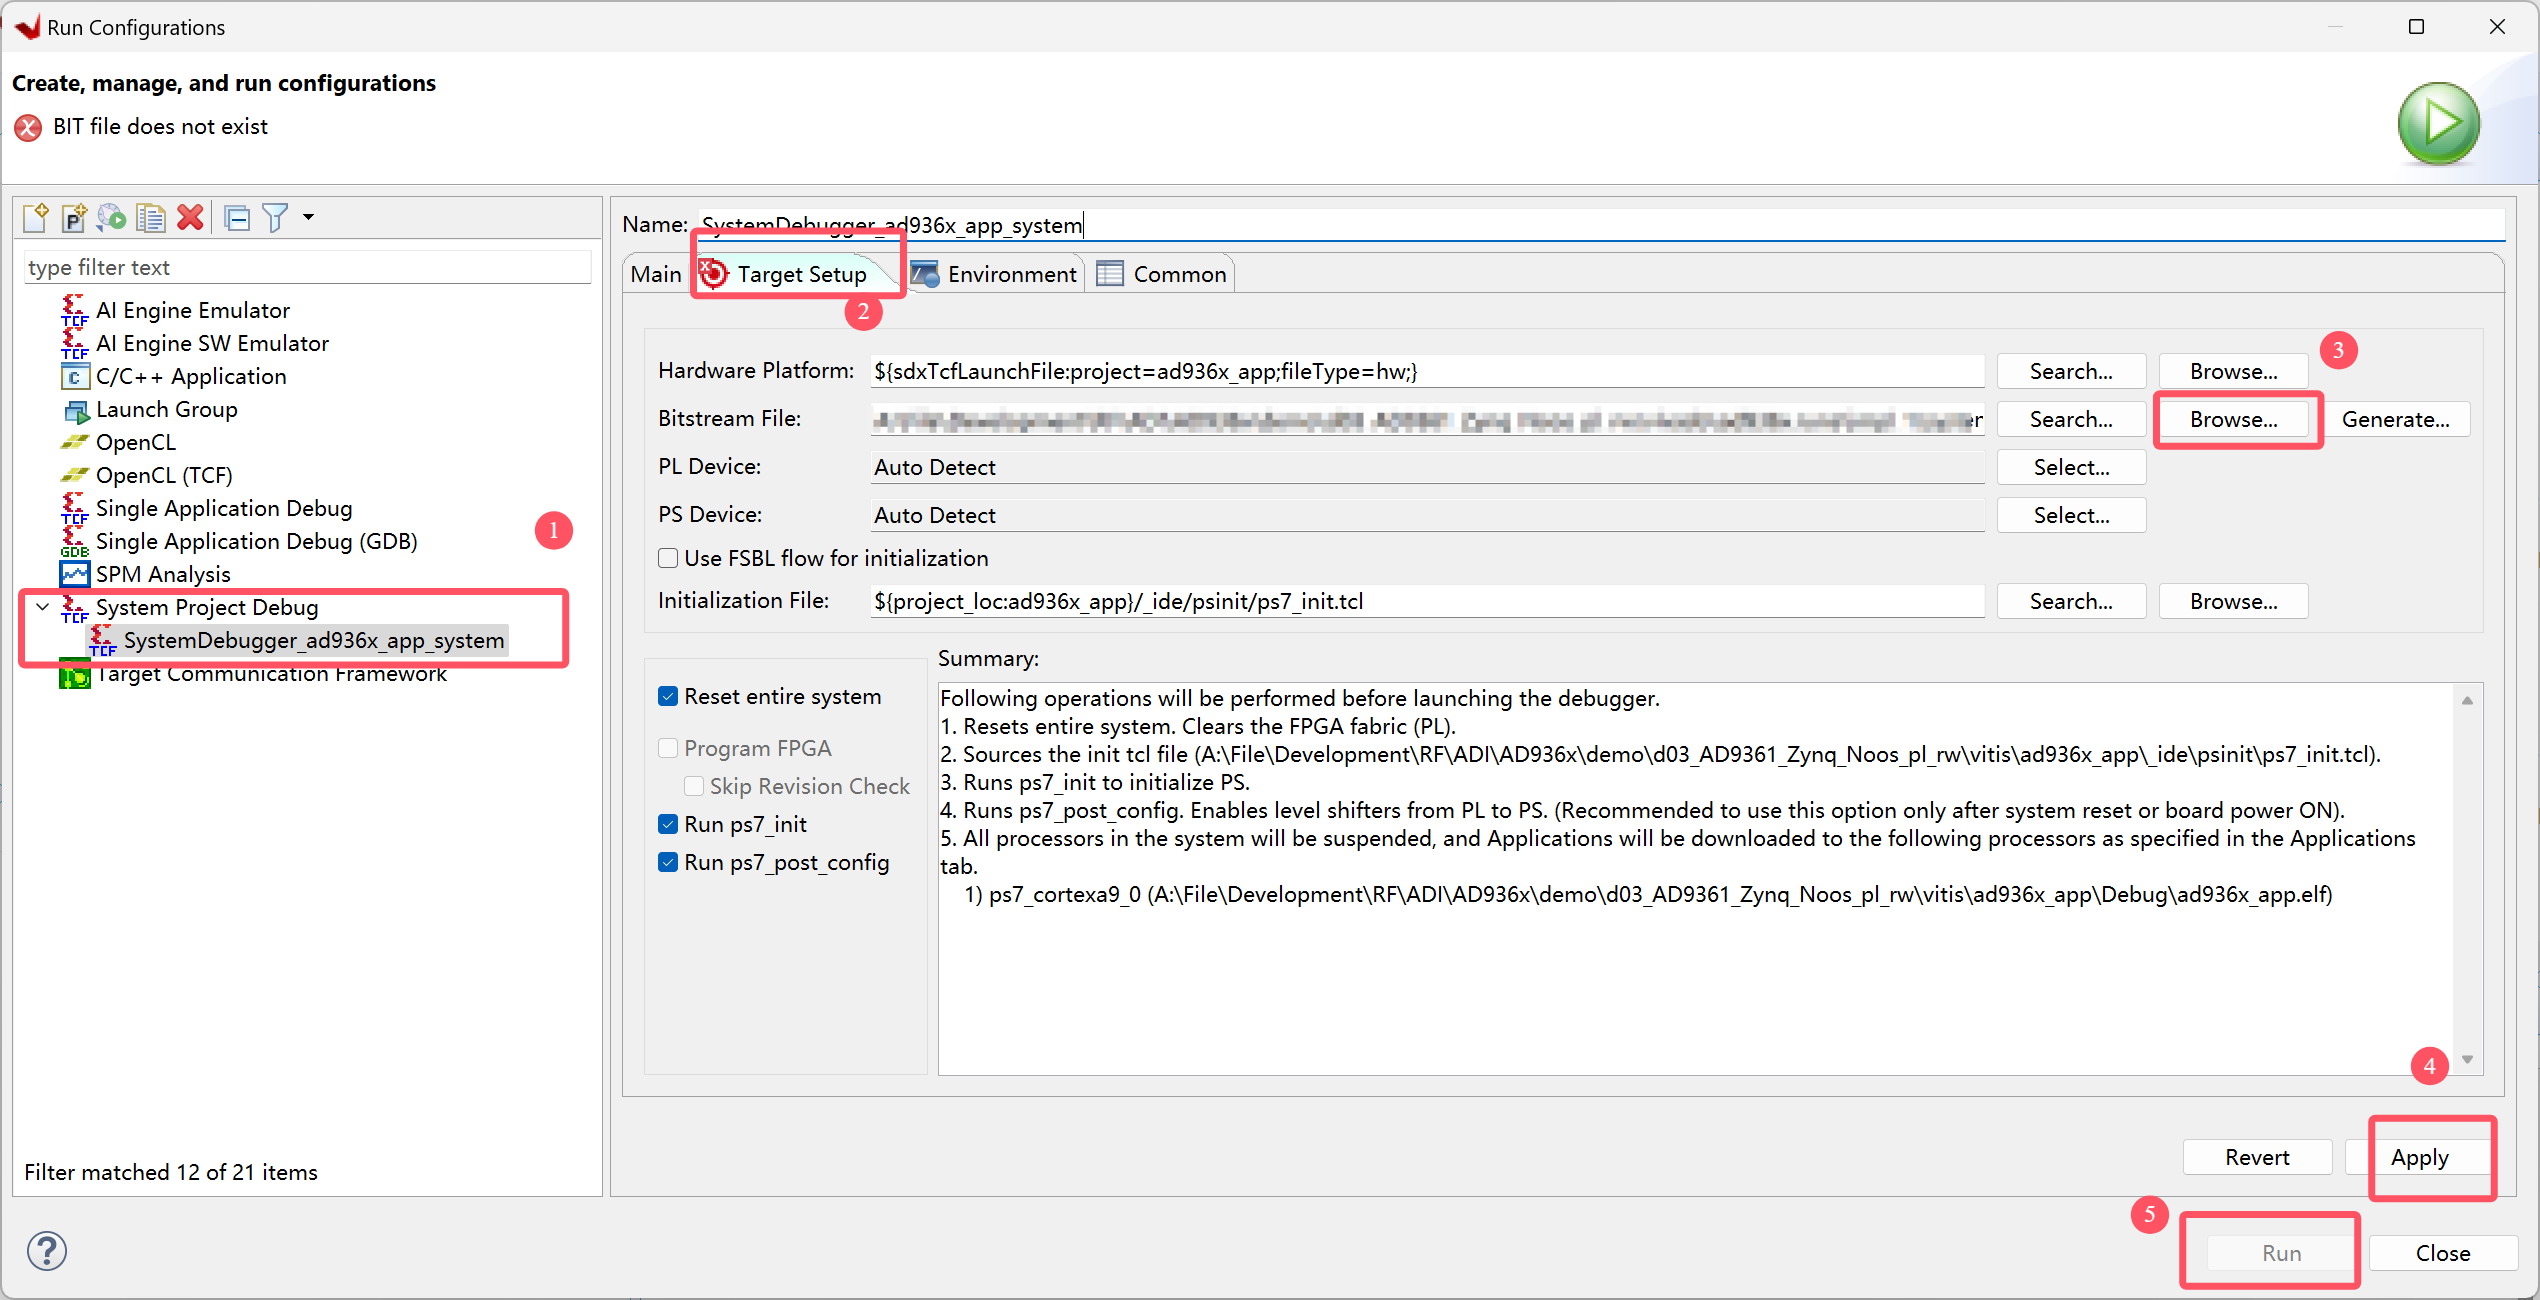 Run Configurations
Create, manage, and run configurations
BIT file does not exist
type filter text
AI Engine Emulator
AI Engine SW Emulator
C/C++ Application
Launch Group
OpenCL
OpenCL (TCF)
Single Application Debug
Single Application Debug (GDB)
1
SPM Analysis
System Project Debug
SystemDebugger_ad936x_app_system
Target Communication Framework
Filter matched 12 of 21 items
Name: SystemDebugger_ad936x_app_system
Main Target Setup Environment Common
2
3
Hardware Platform: ${sdxTcfLaunchFile:project=ad936x_app;fileType=hw;} Search... Browse...
Bitstream File: Search... Browse... Generate...
PL Device: Auto Detect Select...
PS Device: Auto Detect Select...
Use FSBL flow for initialization
Initialization File: ${project_loc:ad936x_app}/_ide/psinit/ps7_init.tcl Search... Browse...
Reset entire system
Program FPGA
Skip Revision Check
Run ps7_init
Run ps7_post_config
Summary:
Following operations will be performed before launching the debugger.
1. Resets entire system. Clears the FPGA fabric (PL).
2. Sources the init tcl file (A:\File\Development\RF\ADI\AD936x\demo\d03_AD9361_Zynq_Noos_pl_rw\vitis\ad936x_app\_ide\psinit\ps7_init.tcl).
3. Runs ps7_init to initialize PS.
4. Runs ps7_post_config. Enables level shifters from PL to PS. (Recommended to use this option only after system reset or board power ON).
5. All processors in the system will be suspended, and Applications will be downloaded to the following processors as specified in the Applications
tab.
1) ps7_cortexa9_0 (A:\File\Development\RF\ADI\AD936x\demo\d03_AD9361_Zynq_Noos_pl_rw\vitis\ad936x_app\Debug\ad936x_app.elf)
4
Revert Apply
5
Run Close